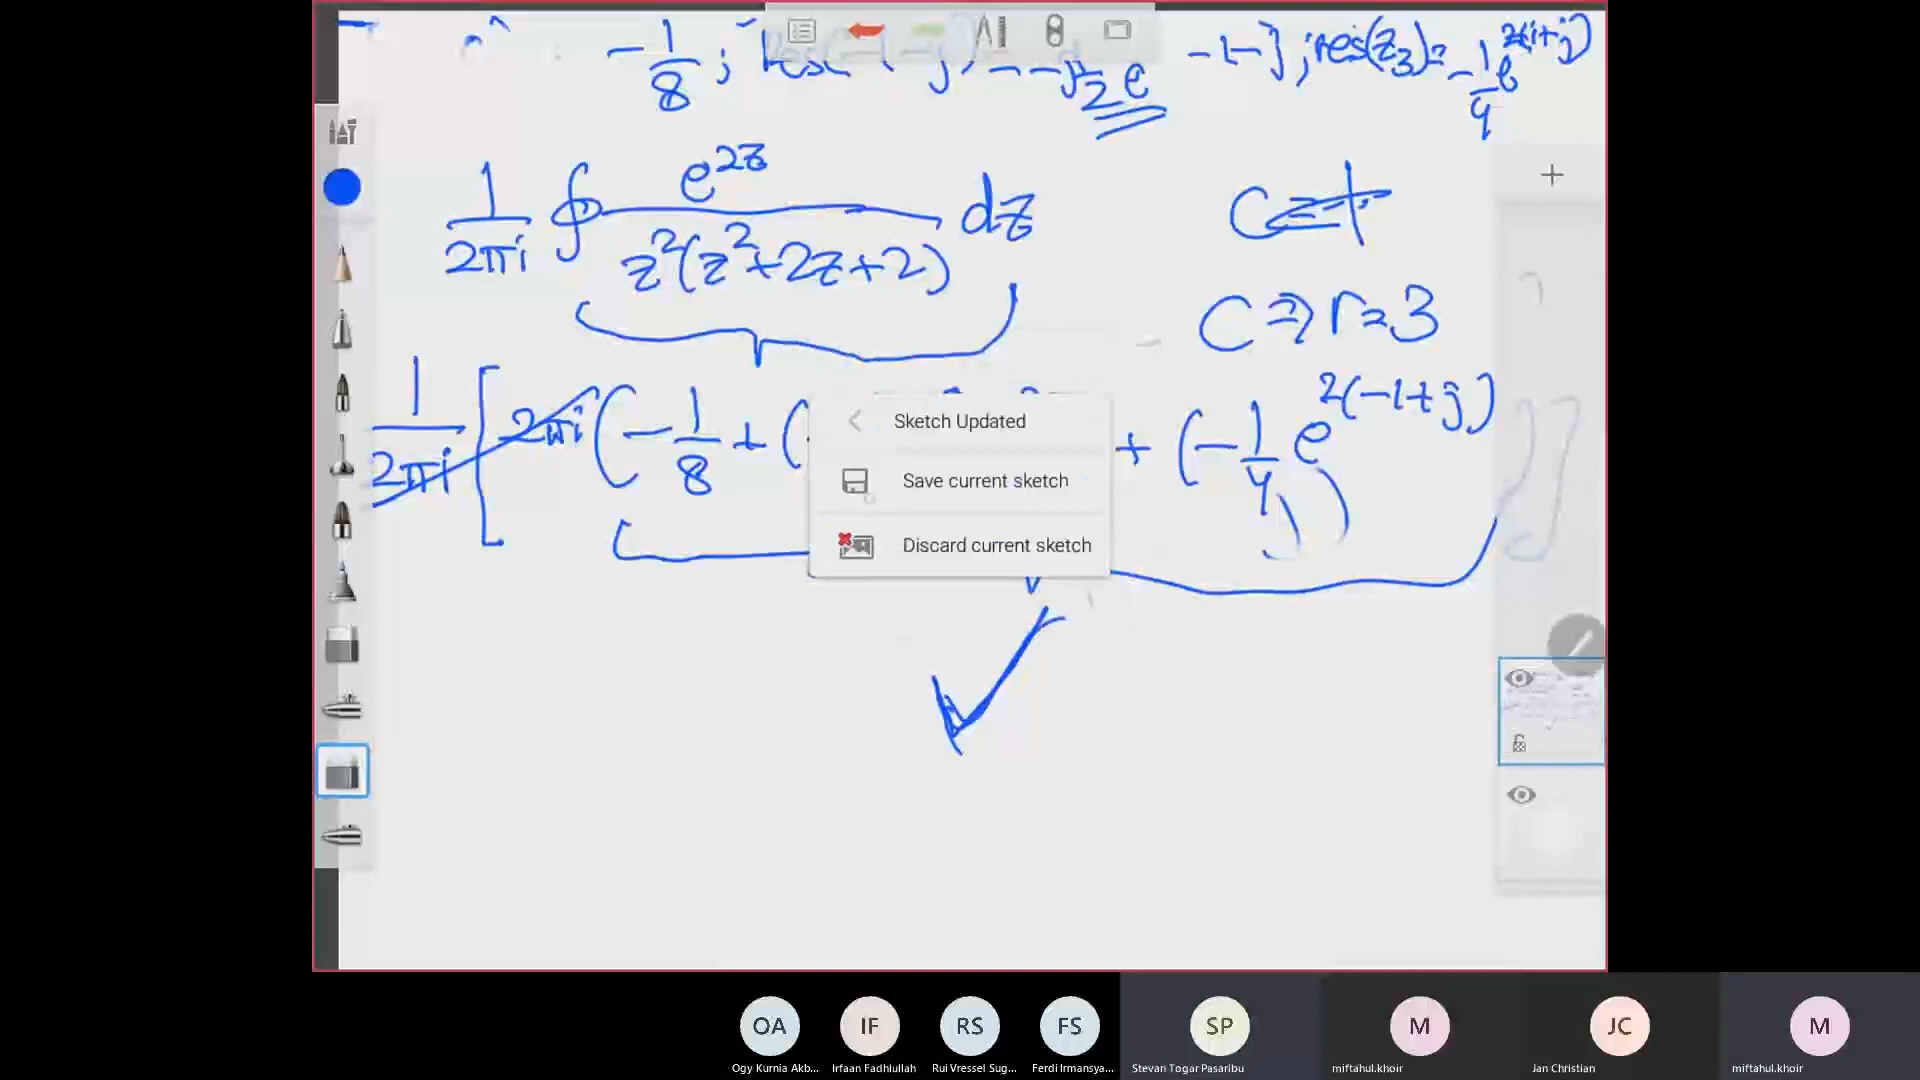 -1/8 ; res(z3) = -1/4 e
1/2πi ∮ e^2z / z^2(z^2+2z+2) dz
C ⇒ r = 3
1/2πi [ 2πi ( -1/8 + ( + ( -1/4 e^2(-1+j) ) )
Sketch Updated
Save current sketch
Discard current sketch
OA IF RS FS SP M JC M
Ogy Kurnia Akb... Irfaan Fadhlullah Rui Vressel Sug... Ferdi Irmansya... Stevan Togar Pasaribu miftahul.khoir Jan Christian miftahul.khoir